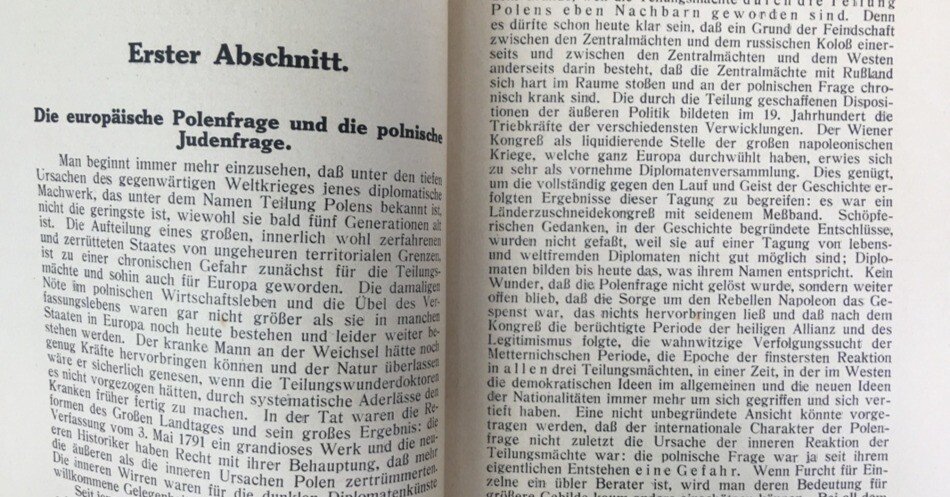 Erster Abschnitt.
Die europäische Polenfrage und die polnische
Judenfrage.
Man beginnt immer mehr einzusehen, daß unter den tiefen
Ursachen des gegenwärtigen Weltkrieges jenes diplomatische
Machwerk, das unter dem Namen Teilung Polens bekannt ist,
nicht die geringste ist, wiewohl sie bald fünf Generationen alt
ist. Die Aufteilung eines großen, innerlich wohl zerfahrenen
und zerrütteten Staates von ungeheuren territorialen Grenzen,
ist zu einer chronischen Gefahr zunächst für die Teilungs-
mächte und sohin auch für Europa geworden. Die damaligen
Nöte im polnischen Wirtschaftsleben und die Übel des Ver-
fassungslebens waren gar nicht größer als sie in manchen
Staaten in Europa noch heute bestehen und leider weiter be-
stehen werden. Der kranke Mann an der Weichsel hätte noch
genug Kräfte hervorbringen können und der Natur überlassen
wäre er sicherlich genesen, wenn die Teilungswunderdoktoren
es nicht vorgezogen hätten, durch systematische Aderlässe den
Kranken früher fertig zu machen. In der Tat waren die Re-
formen des Großen Landtages und sein großes Ergebnis: die
Verfassung vom 3. Mai 1791 ein grandioses Werk und die neu-
eren Historiker haben Recht mit ihrer Behauptung, daß mehr
die äußeren als die inneren Ursachen Polen zertrümmerten.
Die inneren Wirren waren für die dunklen Diplomatenkünste
willkommene
Seit
Polens eben Nachbarn geworden sind. Denn
es dürfte schon heute klar sein, daß ein Grund der Feindschaft
zwischen den Zentralmächten und dem russischen Koloß einer-
seits und zwischen den Zentralmächten und dem Westen
anderseits darin besteht, daß die Zentralmächte mit Rußland
sich hart im Raume stoßen und an der polnischen Frage chro-
nisch krank sind. Die durch die Teilung geschaffenen Disposi-
tionen der äußeren Politik bildeten im 19. Jahrhundert die
Triebkräfte der verschiedensten Verwicklungen. Der Wiener
Kongreß als liquidierende Stelle der großen napoleonischen
Kriege, welche ganz Europa durchwühlt haben, erwies sich
zu sehr als vornehme Diplomatenversammlung. Dies genügt,
um die vollständig gegen den Lauf und Geist der Geschichte er-
folgten Ergebnisse dieser Tagung zu begreifen: es war ein
Länderzuschneidekongreß mit seidenem Meßband. Schöpfe-
rischen Gedanken, in der Geschichte begründete Entschlüsse,
wurden nicht gefaßt, weil sie auf einer Tagung von lebens-
und weltfremden Diplomaten nicht gut möglich sind; Diplo-
maten bilden bis heute das, was ihrem Namen entspricht. Kein
Wunder, daß die Polenfrage nicht gelöst wurde, sondern weiter
offen blieb, daß die Sorge um den Rebellen Napoleon das Ge-
spenst war, das nichts hervorbringen ließ und daß nach dem
Kongreß die berüchtigte Periode der heiligen Allianz und des
Legitimismus folgte, die wahnwitzige Verfolgungssucht der
Metternichschen Periode, die Epoche der finstersten Reaktion
in allen drei Teilungsmächten, in einer Zeit, in der im Westen
die demokratischen Ideen im allgemeinen und die neuen Ideen
der Nationalitäten immer mehr um sich gegriffen und sich ver-
tieft haben. Eine nicht unbegründete Ansicht könnte vorge-
tragen werden, daß der internationale Charakter der Polen-
frage nicht zuletzt die Ursache der inneren Reaktion der
Teilungsmächte war: die polnische Frage war ja seit ihrem
eigentlichen Entstehen eine Gefahr. Wenn Furcht für Ein-
zelne ein übler Berater ist, wird und bedeutet sie für